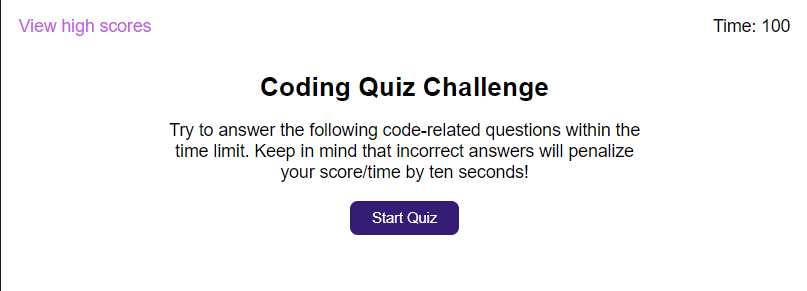 View high scores
Time: 100
Coding Quiz Challenge
Try to answer the following code-related questions within the
time limit. Keep in mind that incorrect answers will penalize
your score/time by ten seconds!
Start Quiz